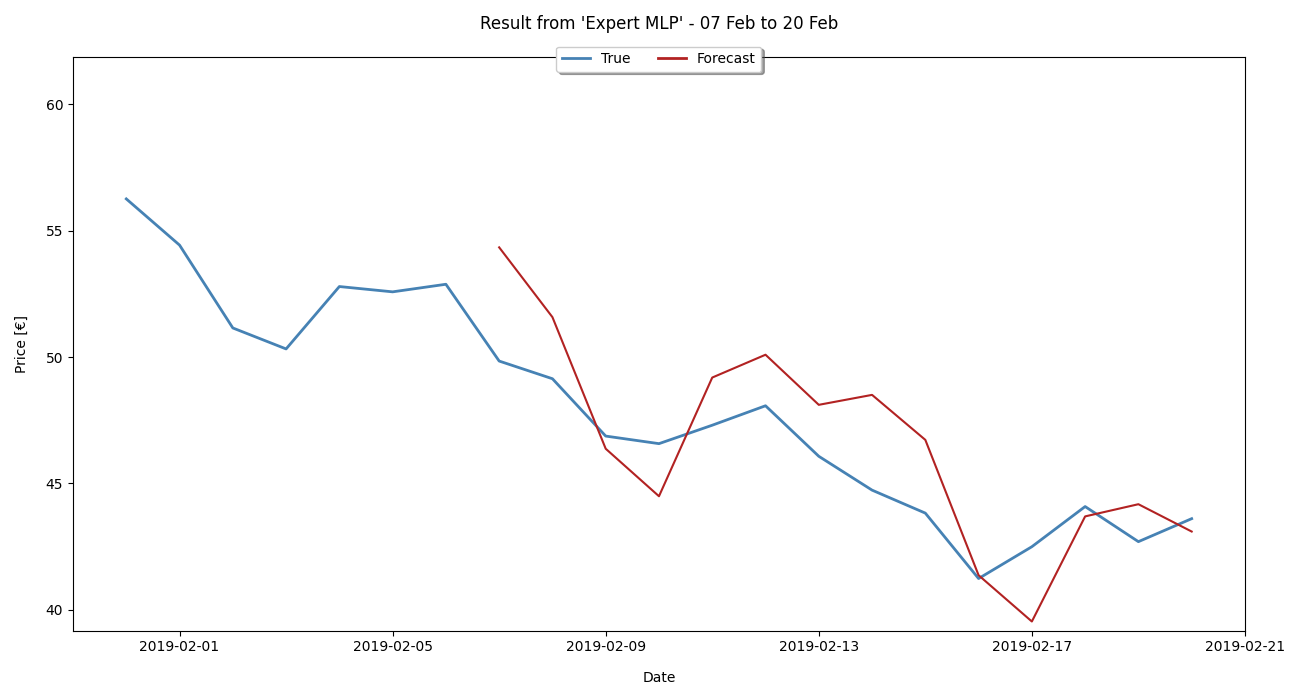 Result from 'Expert MLP' - 07 Feb to 20 Feb
True Forecast
Price [€]
60
55
50
45
40
2019-02-01 2019-02-05 2019-02-09 2019-02-13 2019-02-17 2019-02-21
Date